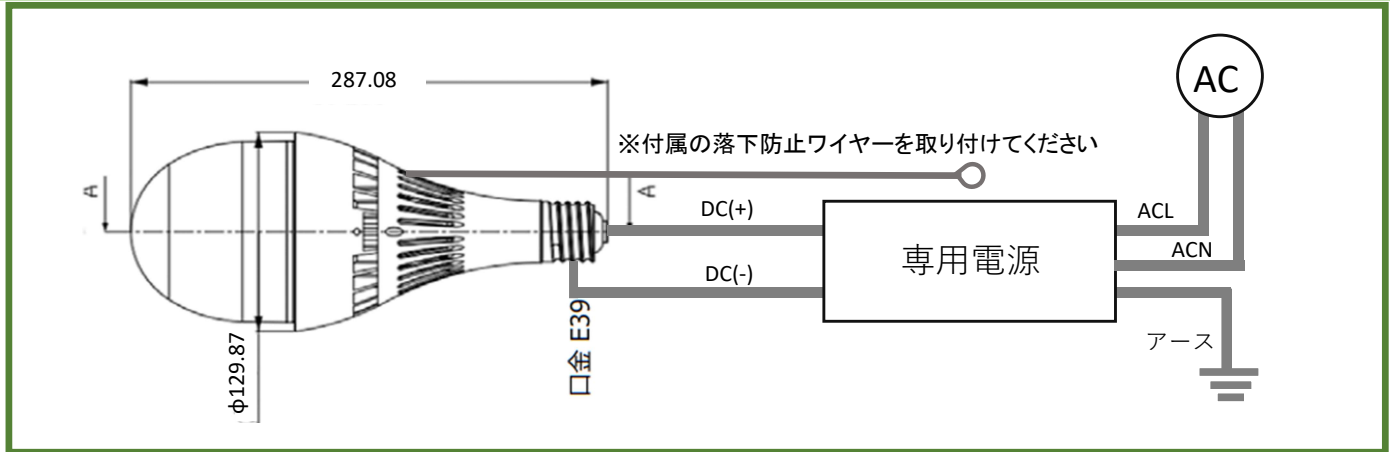 287.08
AC
※付属の落下防止ワイヤーを取り付けてください
A
A
DC(+)
ACL
専用電源
ACN
DC(-)
アース
口金 E39
φ129.87